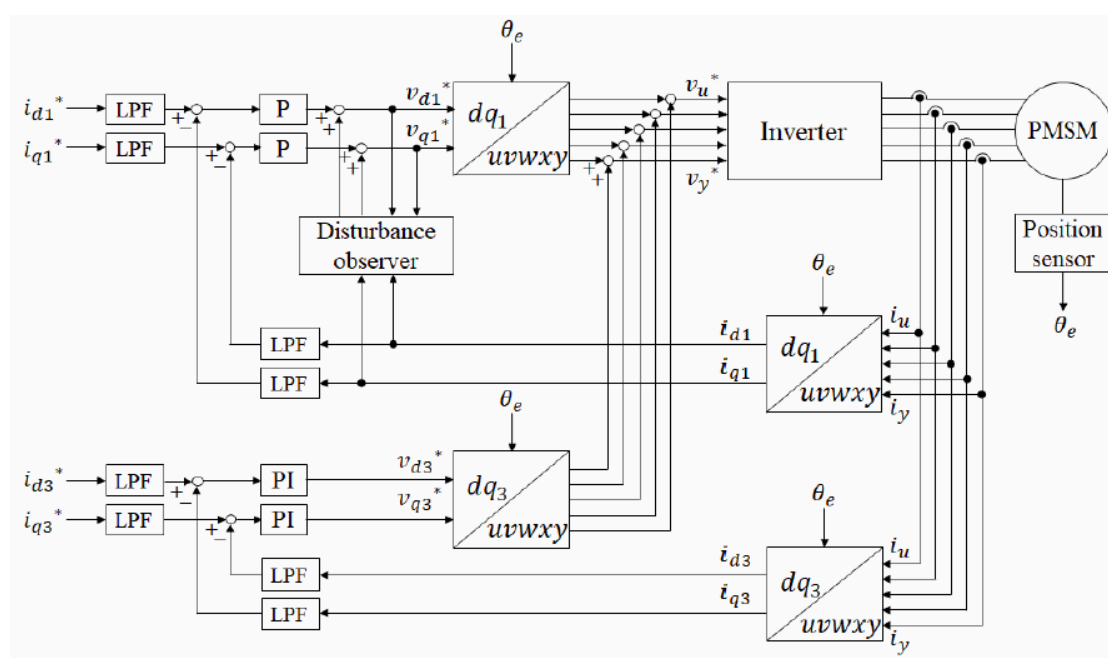 θe
id1* LPF + − P + + vd1* dq1 uvwxy vu* Inverter PMSM
iq1* LPF + − P + + vq1* + + vy*
Disturbance observer
Position sensor
θe
θe
LPF id1 dq1 uvwxy iu
LPF iq1 iy
θe
id3* LPF + − PI vd3* dq3 uvwxy
iq3* LPF + − PI vq3*
θe
LPF id3 dq3 uvwxy iu
LPF iq3 iy